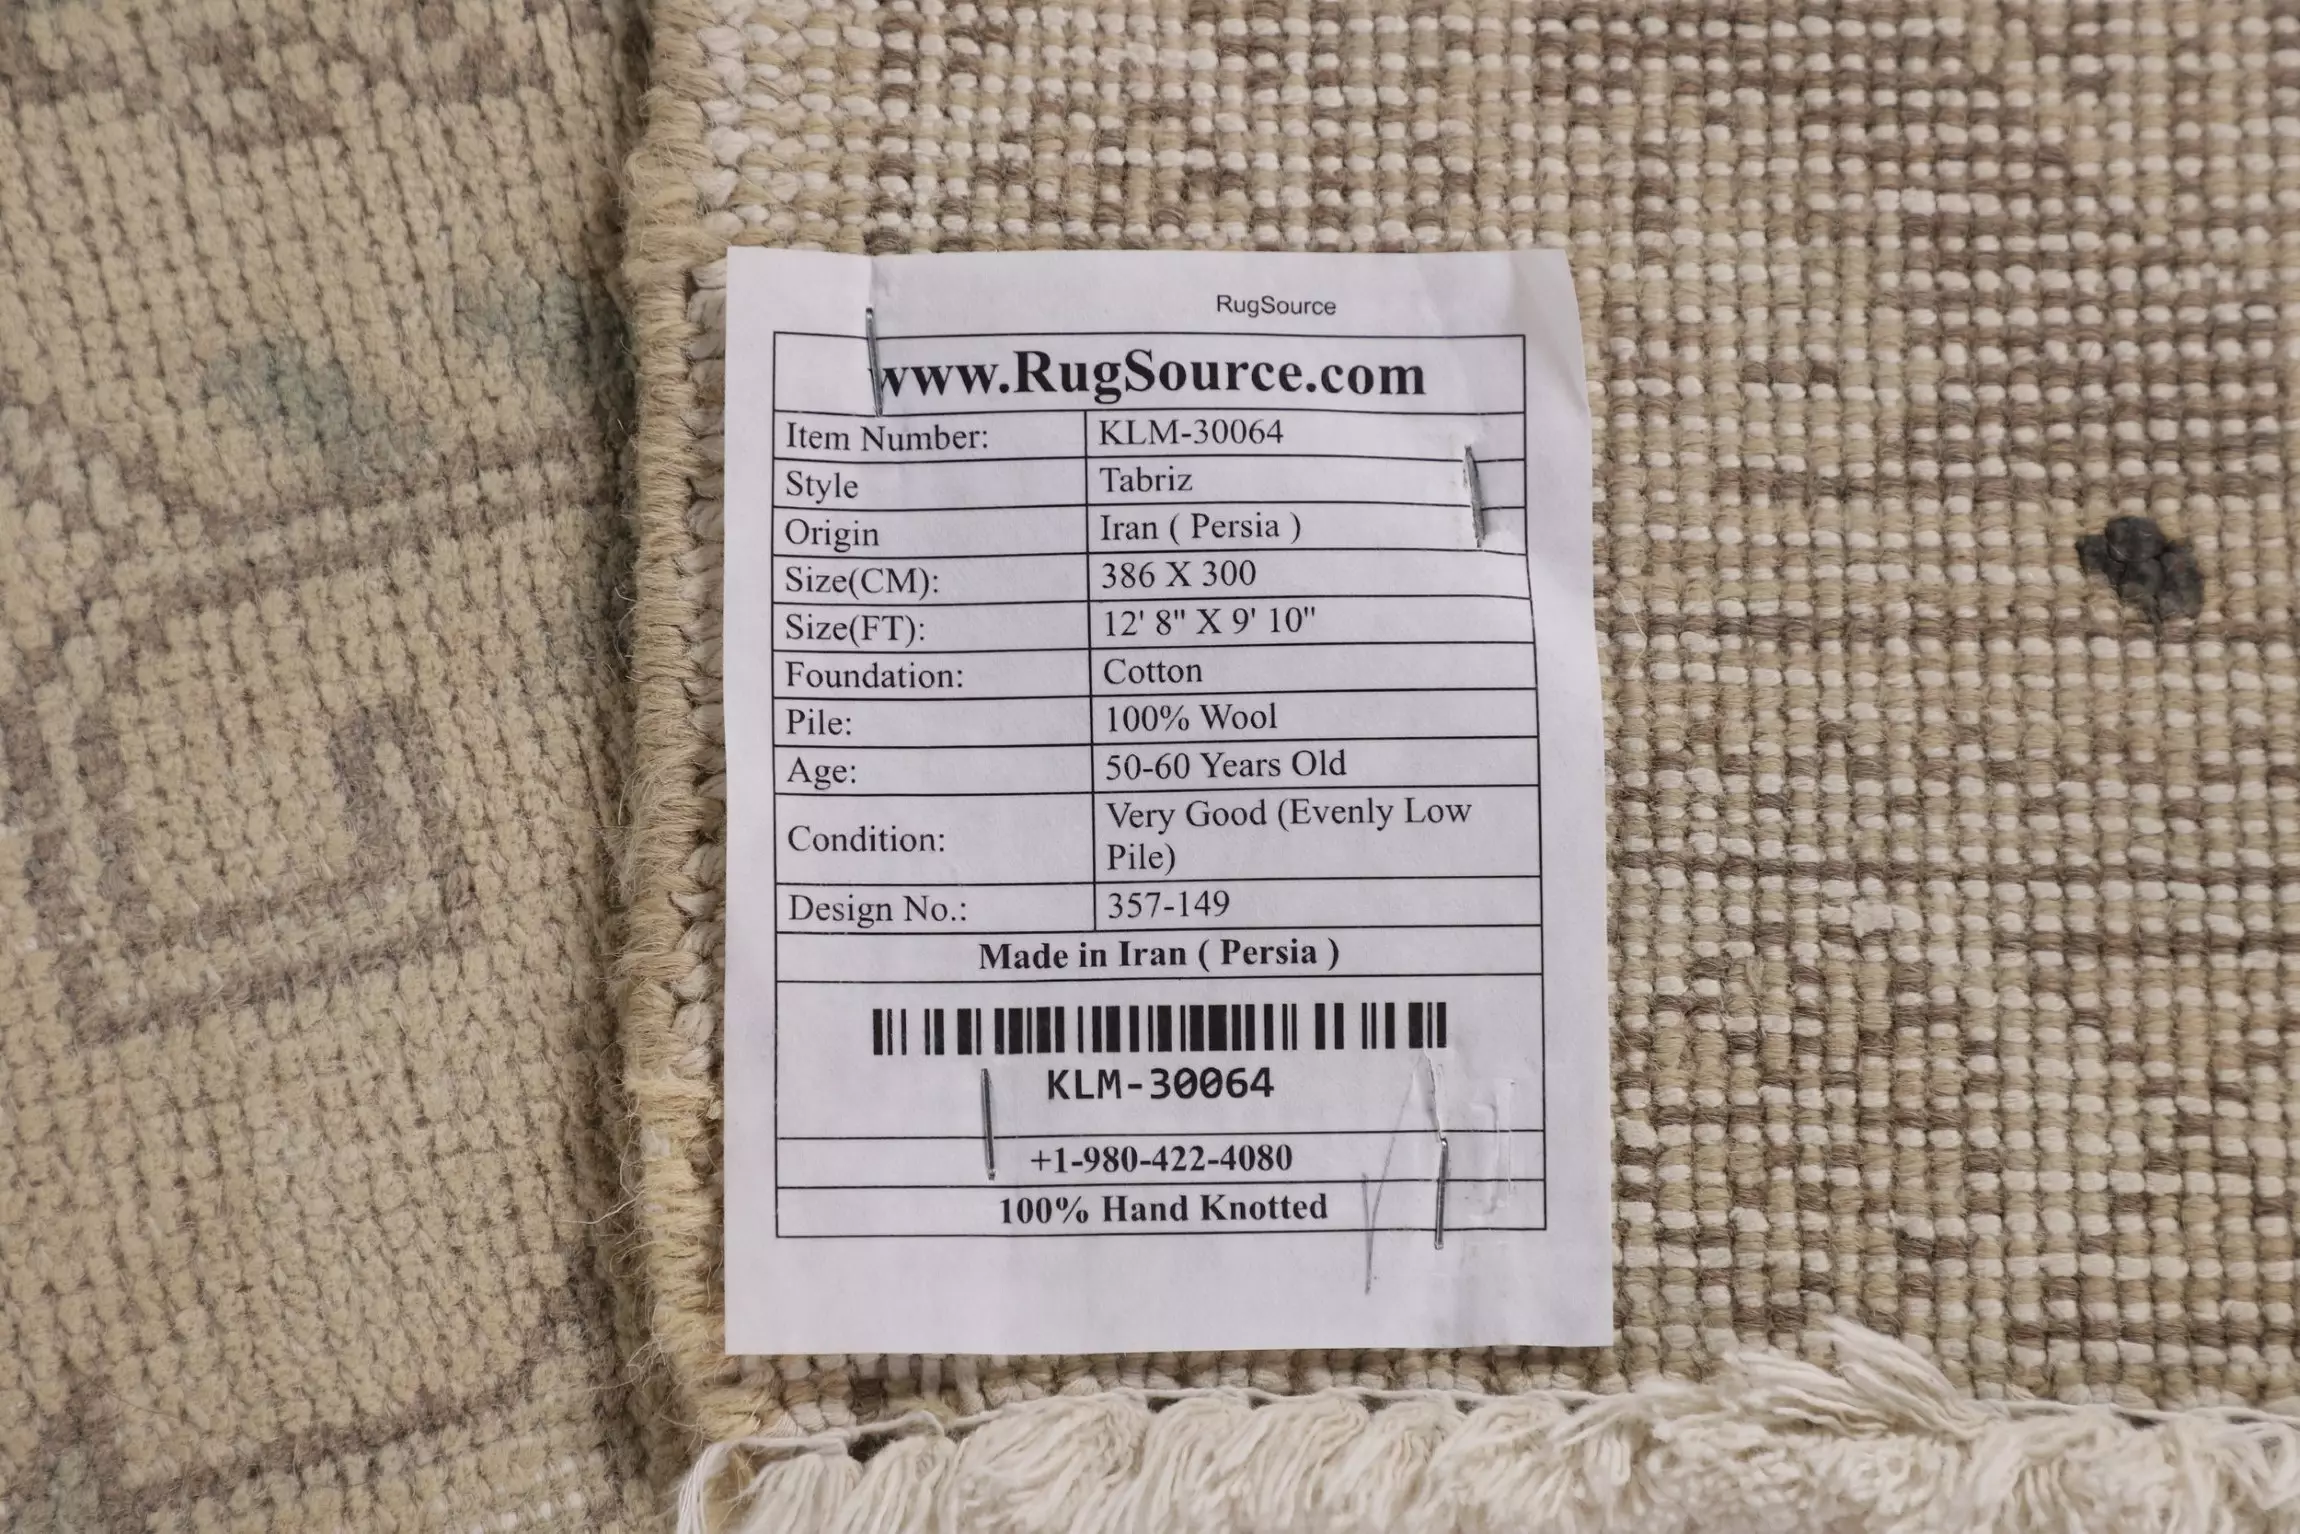 RugSource
www.RugSource.com
Item Number: KLM-30064
Style Tabriz
Origin Iran ( Persia )
Size(CM): 386 X 300
Size(FT): 12' 8" X 9' 10"
Foundation: Cotton
Pile: 100% Wool
Age: 50-60 Years Old
Condition: Very Good (Evenly Low
Pile)
Design No.: 357-149
Made in Iran ( Persia )
KLM-30064
+1-980-422-4080
100% Hand Knotted